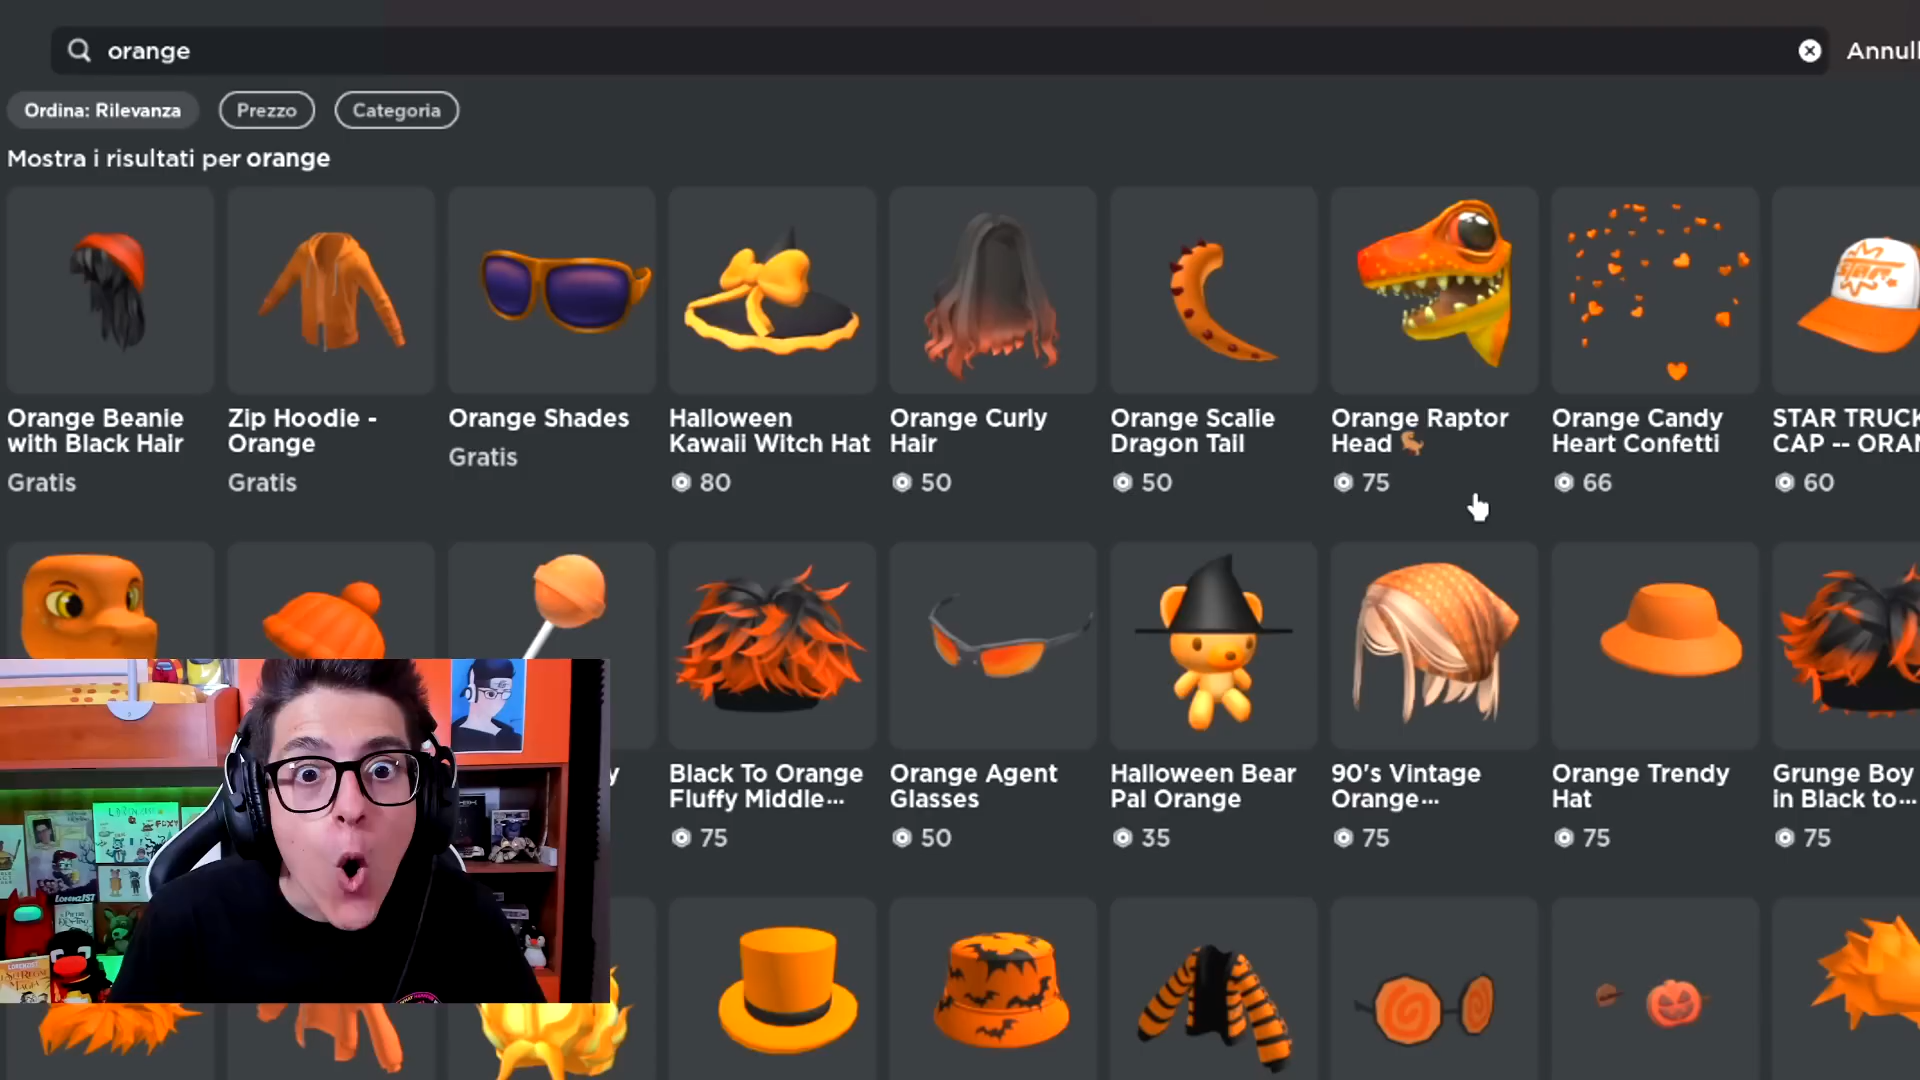 orange
Annull
Ordina: Rilevanza
Prezzo
Categoria
Mostra i risultati per orange
Orange Beanie
with Black Hair
Gratis
Zip Hoodie -
Orange
Gratis
Orange Shades
Gratis
Halloween
Kawaii Witch Hat
80
Orange Curly
Hair
50
Orange Scalie
Dragon Tail
50
Orange Raptor
Head 🦖
75
Orange Candy
Heart Confetti
66
STAR
STAR TRUCK
CAP -- ORAN
60
y
Black To Orange
Fluffy Middle...
75
Orange Agent
Glasses
50
Halloween Bear
Pal Orange
35
90's Vintage
Orange...
75
Orange Trendy
Hat
75
Grunge Boy
in Black to...
75
FOXY
Lorenzist